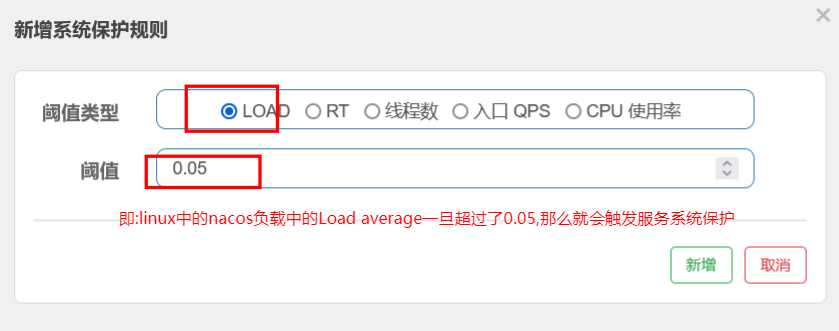 新增系统保护规则
×
阈值类型 LOAD RT 线程数 入口 QPS CPU 使用率
阈值 0.05
即:linux中的nacos负载中的Load average一旦超过了0.05,那么就会触发服务系统保护
新增 取消